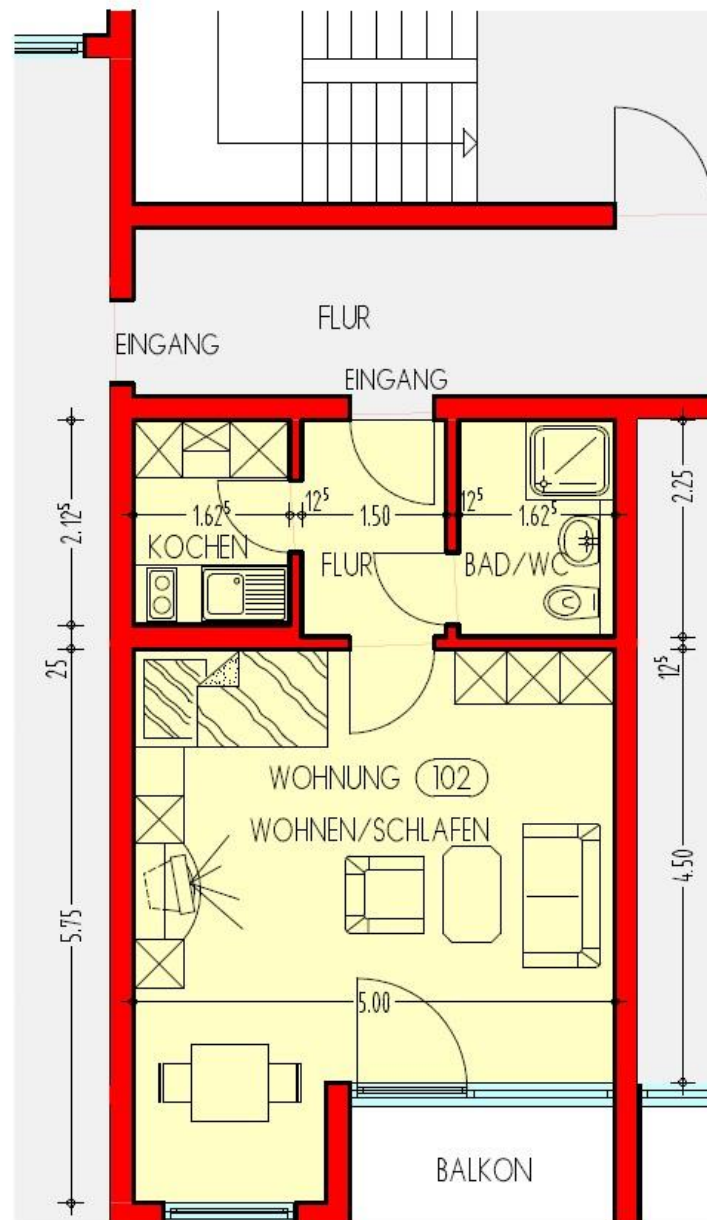 FLUR
EINGANG
EINGANG
2.12⁵
1.62⁵
12⁵
1.50
12⁵
1.62⁵
2.25
KOCHEN
FLUR
BAD/WC
25
12⁵
WOHNUNG 102
WOHNEN/SCHLAFEN
5.75
4.50
5.00
BALKON